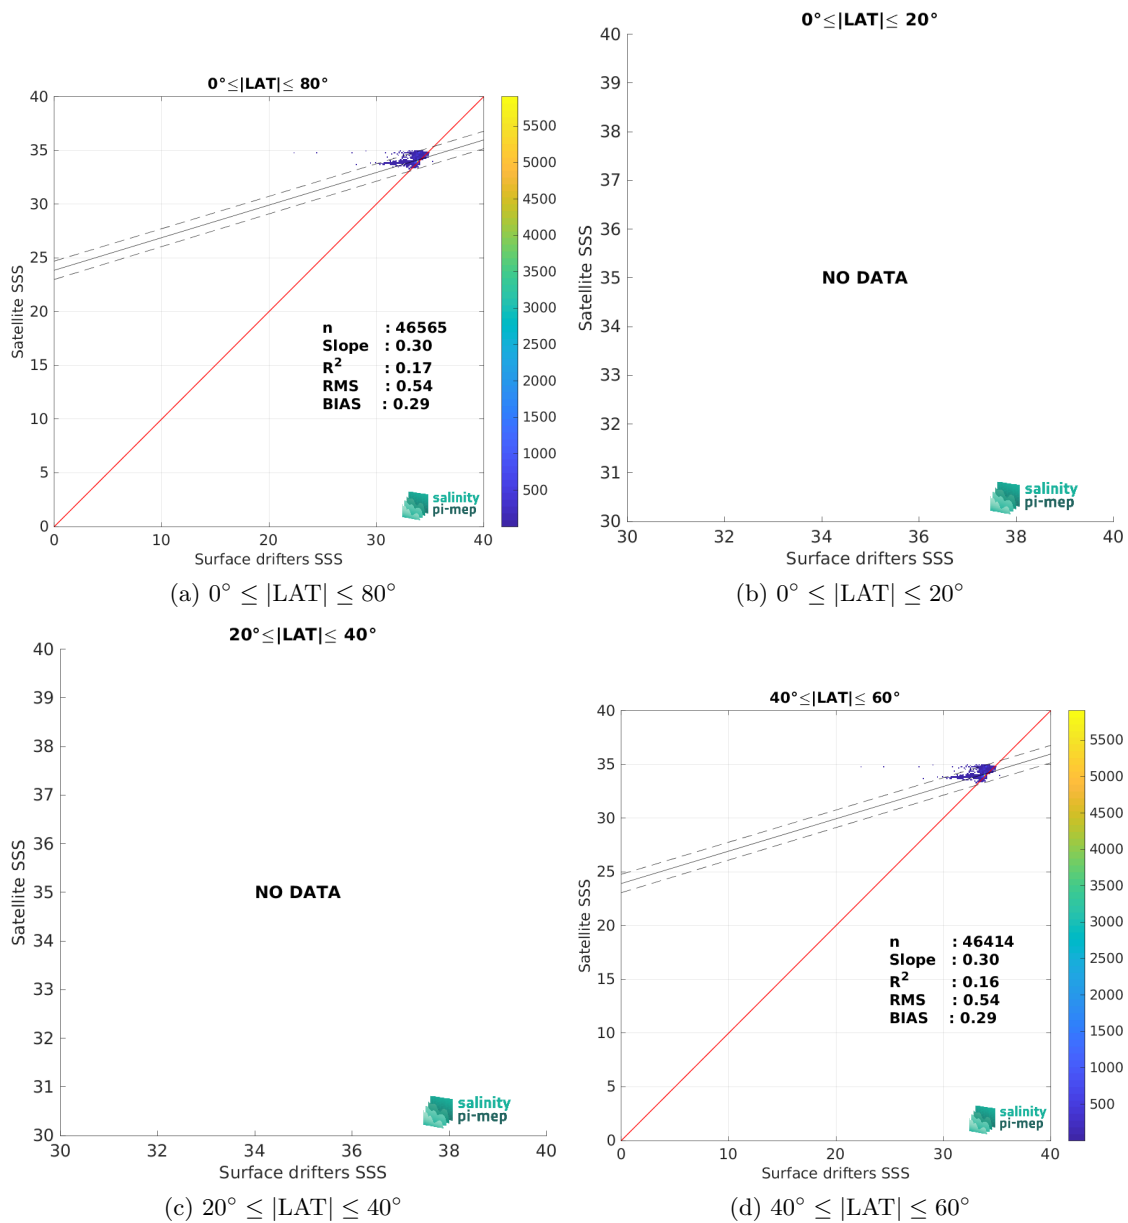 0°≤|LAT|≤ 80°
40
35
30
25
20
15
10
5
0
Satellite SSS
n : 46565
Slope : 0.30
R² : 0.17
RMS : 0.54
BIAS : 0.29
salinity
pi-mep
0 10 20 30 40
Surface drifters SSS
5500
5000
4500
4000
3500
3000
2500
2000
1500
1000
500
(a) 0° ≤ |LAT| ≤ 80°
0°≤|LAT|≤ 20°
40
39
38
37
36
35
34
33
32
31
30
Satellite SSS
NO DATA
salinity
pi-mep
30 32 34 36 38 40
Surface drifters SSS
(b) 0° ≤ |LAT| ≤ 20°
20°≤|LAT|≤ 40°
40
39
38
37
36
35
34
33
32
31
30
Satellite SSS
NO DATA
salinity
pi-mep
30 32 34 36 38 40
Surface drifters SSS
(c) 20° ≤ |LAT| ≤ 40°
40°≤|LAT|≤ 60°
40
35
30
25
20
15
10
5
0
Satellite SSS
n : 46414
Slope : 0.30
R² : 0.16
RMS : 0.54
BIAS : 0.29
salinity
pi-mep
0 10 20 30 40
Surface drifters SSS
5500
5000
4500
4000
3500
3000
2500
2000
1500
1000
500
(d) 40° ≤ |LAT| ≤ 60°